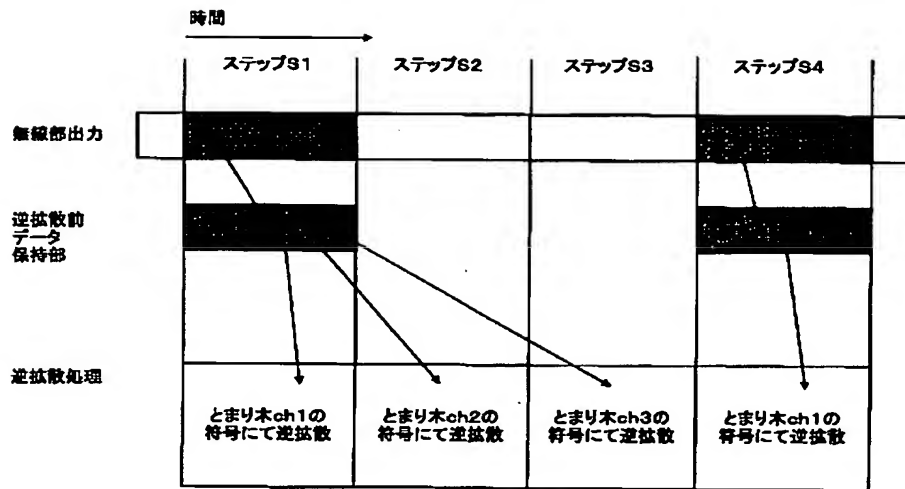 時間
ステップS1
ステップS2
ステップS3
ステップS4
無線部出力
逆拡散前
データ
保持部
逆拡散処理
とまり木ch1の
符号にて逆拡散
とまり木ch2の
符号にて逆拡散
とまり木ch3の
符号にて逆拡散
とまり木ch1の
符号にて逆拡散